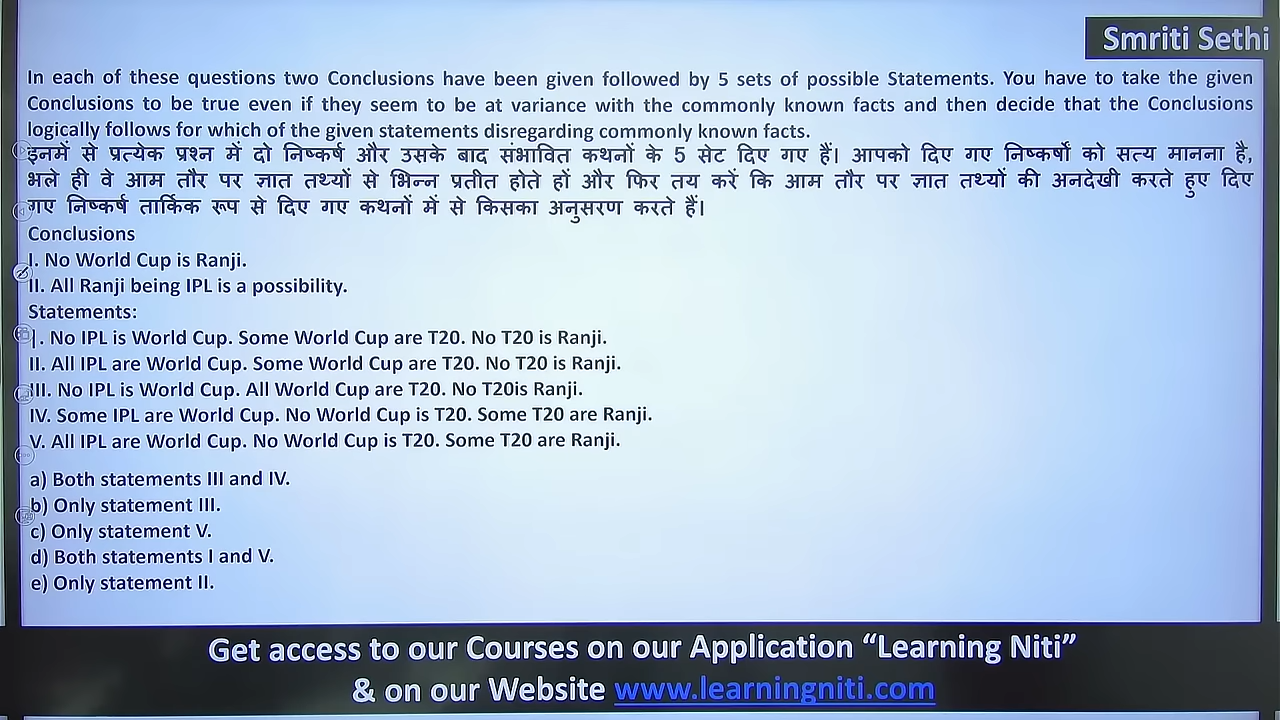 Smriti Sethi
In each of these questions two Conclusions have been given followed by 5 sets of possible Statements. You have to take the given
Conclusions to be true even if they seem to be at variance with the commonly known facts and then decide that the Conclusions
logically follows for which of the given statements disregarding commonly known facts.
इनमें से प्रत्येक प्रश्न में दो निष्कर्ष और उसके बाद संभावित कथनों के 5 सेट दिए गए हैं। आपको दिए गए निष्कर्षों को सत्य मानना है,
भले ही वे आम तौर पर ज्ञात तथ्यों से भिन्न प्रतीत होते हों और फिर तय करें कि आम तौर पर ज्ञात तथ्यों की अनदेखी करते हुए दिए
गए निष्कर्ष तार्किक रूप से दिए गए कथनों में से किसका अनुसरण करते हैं।
Conclusions
I. No World Cup is Ranji.
II. All Ranji being IPL is a possibility.
Statements:
I. No IPL is World Cup. Some World Cup are T20. No T20 is Ranji.
II. All IPL are World Cup. Some World Cup are T20. No T20 is Ranji.
III. No IPL is World Cup. All World Cup are T20. No T20is Ranji.
IV. Some IPL are World Cup. No World Cup is T20. Some T20 are Ranji.
V. All IPL are World Cup. No World Cup is T20. Some T20 are Ranji.
a) Both statements III and IV.
b) Only statement III.
c) Only statement V.
d) Both statements I and V.
e) Only statement II.
Get access to our Courses on our Application “Learning Niti”
& on our Website www.learningniti.com